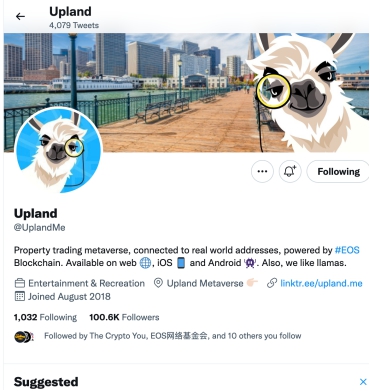 Upland
4,079 Tweets
Following
Upland
@UplandMe
Property trading metaverse, connected to real world addresses, powered by #EOS
Blockchain. Available on web 🌐, iOS 📱 and Android 👾. Also, we like llamas.
Entertainment & Recreation Upland Metaverse 👉🏻 linktr.ee/upland.me
Joined August 2018
1,032 Following 100.6K Followers
Followed by The Crypto You, EOS网络基金会, and 10 others you follow
Suggested